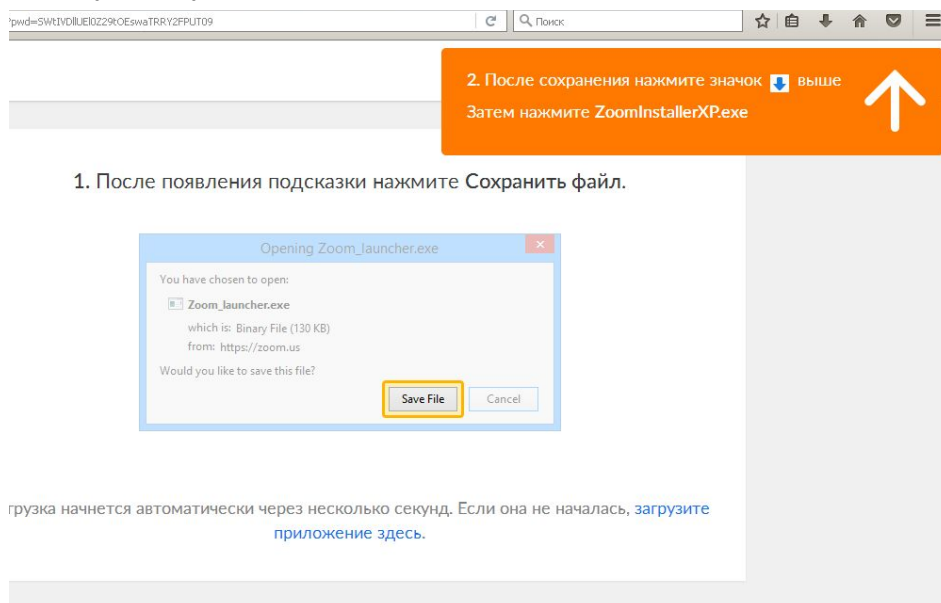 ?pwd=SWtIVDllUEl0Z29tOEswaTRRY2FPUT09
Поиск
2. После сохранения нажмите значок выше
Затем нажмите ZoomInstallerXP.exe
1. После появления подсказки нажмите Сохранить файл.
Opening Zoom_launcher.exe
You have chosen to open:
Zoom_launcher.exe
which is: Binary File (130 KB)
from: https://zoom.us
Would you like to save this file?
Save File
Cancel
грузка начнется автоматически через несколько секунд. Если она не началась, загрузите
приложение здесь.